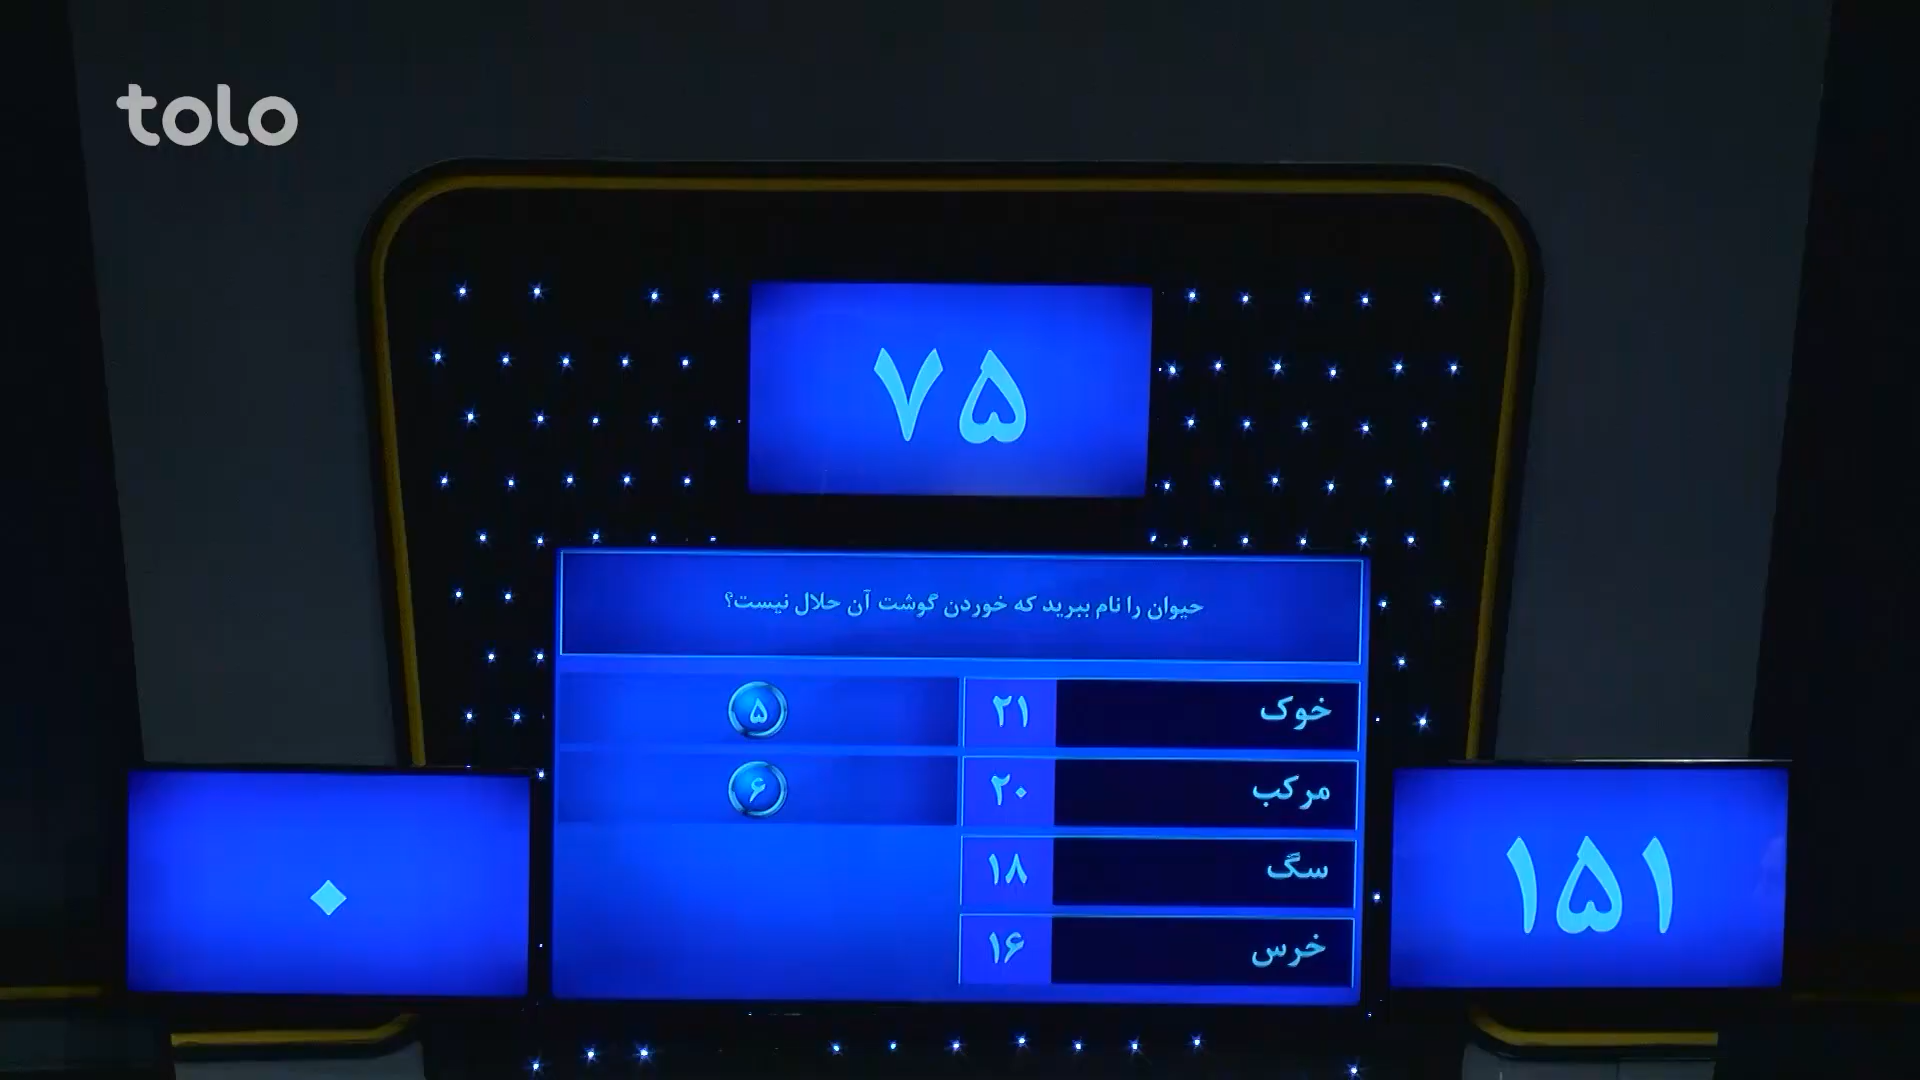 tolo
۷۵
حیوان را نام ببرید که خوردن گوشت آن حلال نیست؟
خوک ۲۱
مرکب ۲۰
سگ ۱۸
خرس ۱۶
۵
۶
۱۵۱
۰